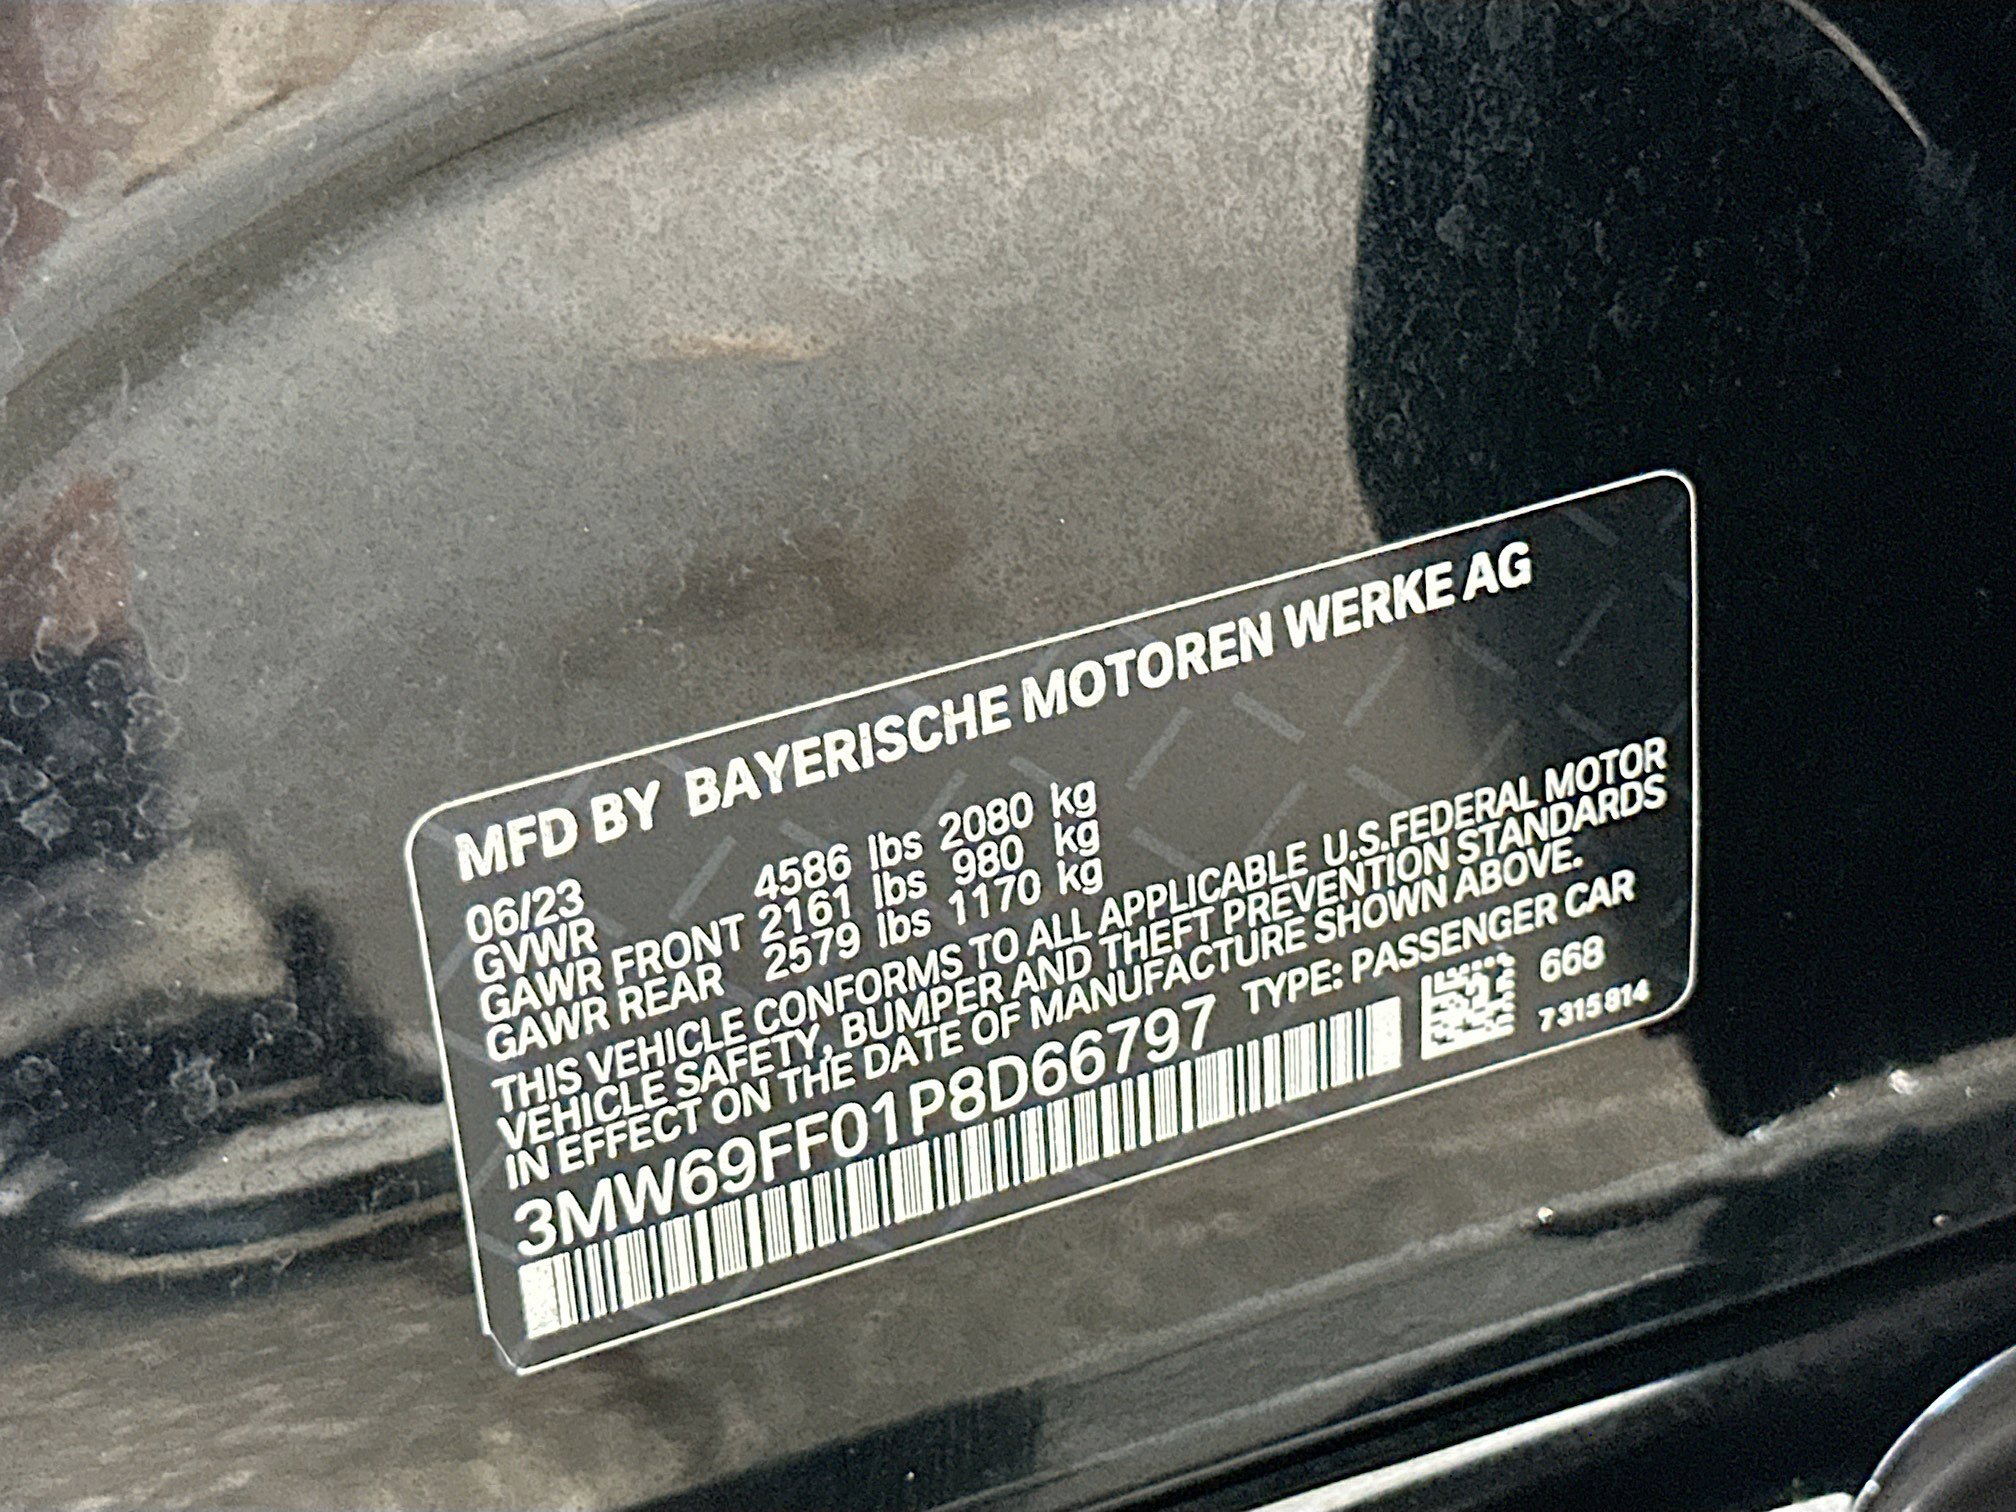 MFD BY BAYERISCHE MOTOREN WERKE AG
06/23
GVWR 4586 lbs 2080 kg
GAWR FRONT 2161 lbs 980 kg
GAWR REAR 2579 lbs 1170 kg
THIS VEHICLE CONFORMS TO ALL APPLICABLE U.S.FEDERAL MOTOR
VEHICLE SAFETY, BUMPER AND THEFT PREVENTION STANDARDS
IN EFFECT ON THE DATE OF MANUFACTURE SHOWN ABOVE.
3MW69FF01P8D66797 TYPE: PASSENGER CAR
668
7 315 814